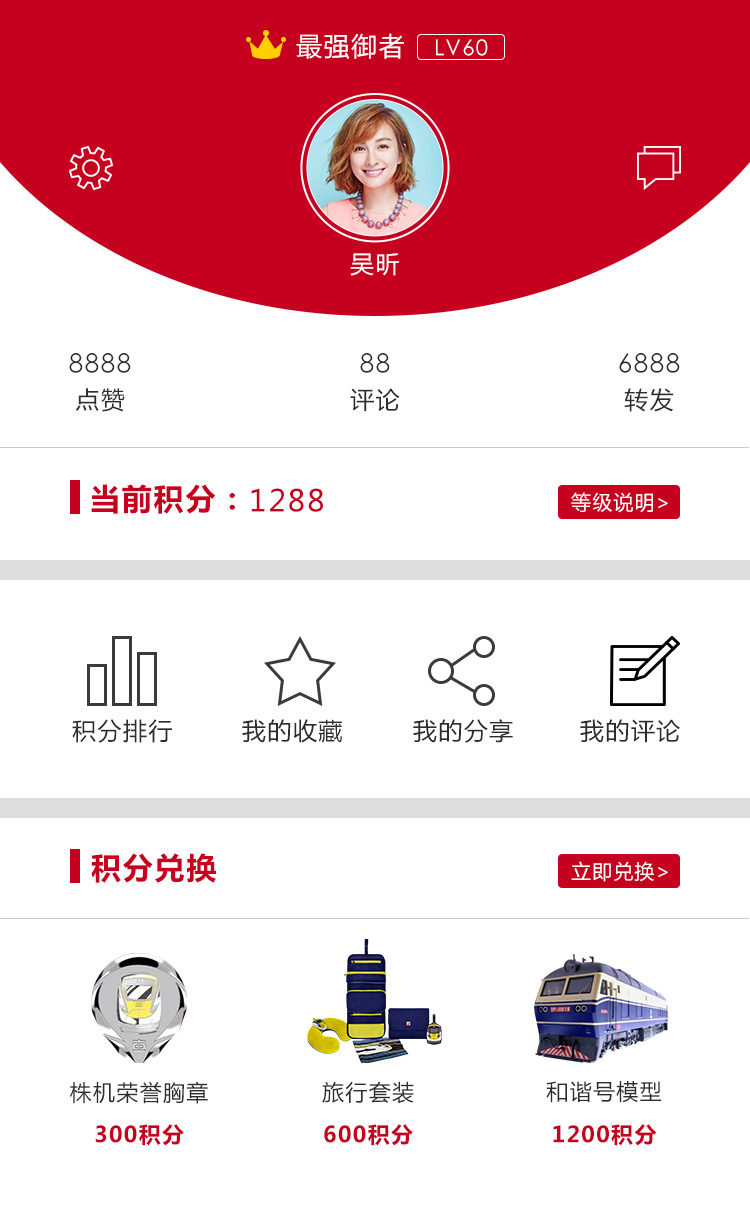 最强御者 LV60
吴昕
8888 88 6888
点赞 评论 转发
当前积分：1288 等级说明>
积分排行 我的收藏 我的分享 我的评论
积分兑换 立即兑换>
株机荣誉胸章 旅行套装 和谐号模型
300积分 600积分 1200积分